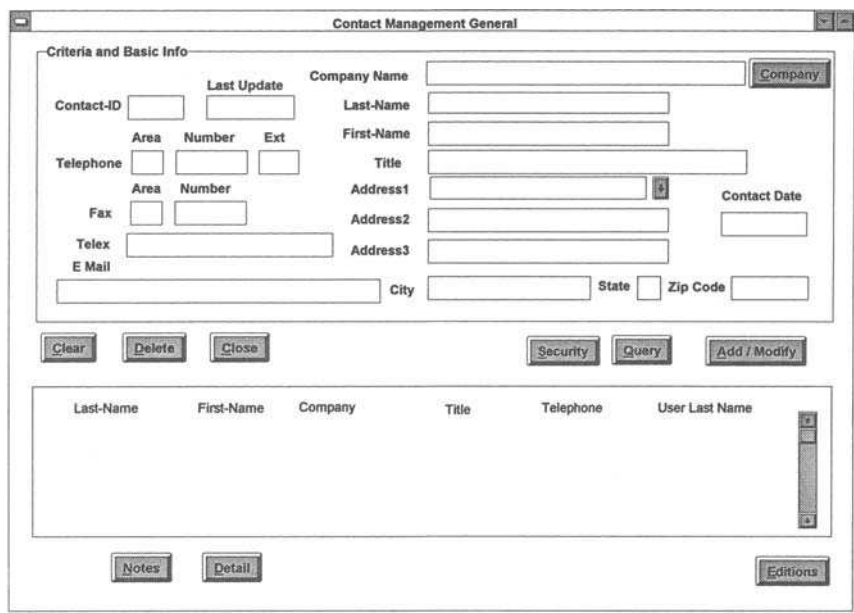 Contact Management General
Criteria and Basic Info
Company Name
Company
Last Update
Contact-ID
Last-Name
First-Name
Area Number Ext
Telephone
Title
Area Number
Address1
Contact Date
Fax
Address2
Telex
Address3
E Mail
City
State
Zip Code
Clear
Delete
Close
Security
Query
Add / Modify
Last-Name First-Name Company Title Telephone User Last Name
Notes
Detail
Editions